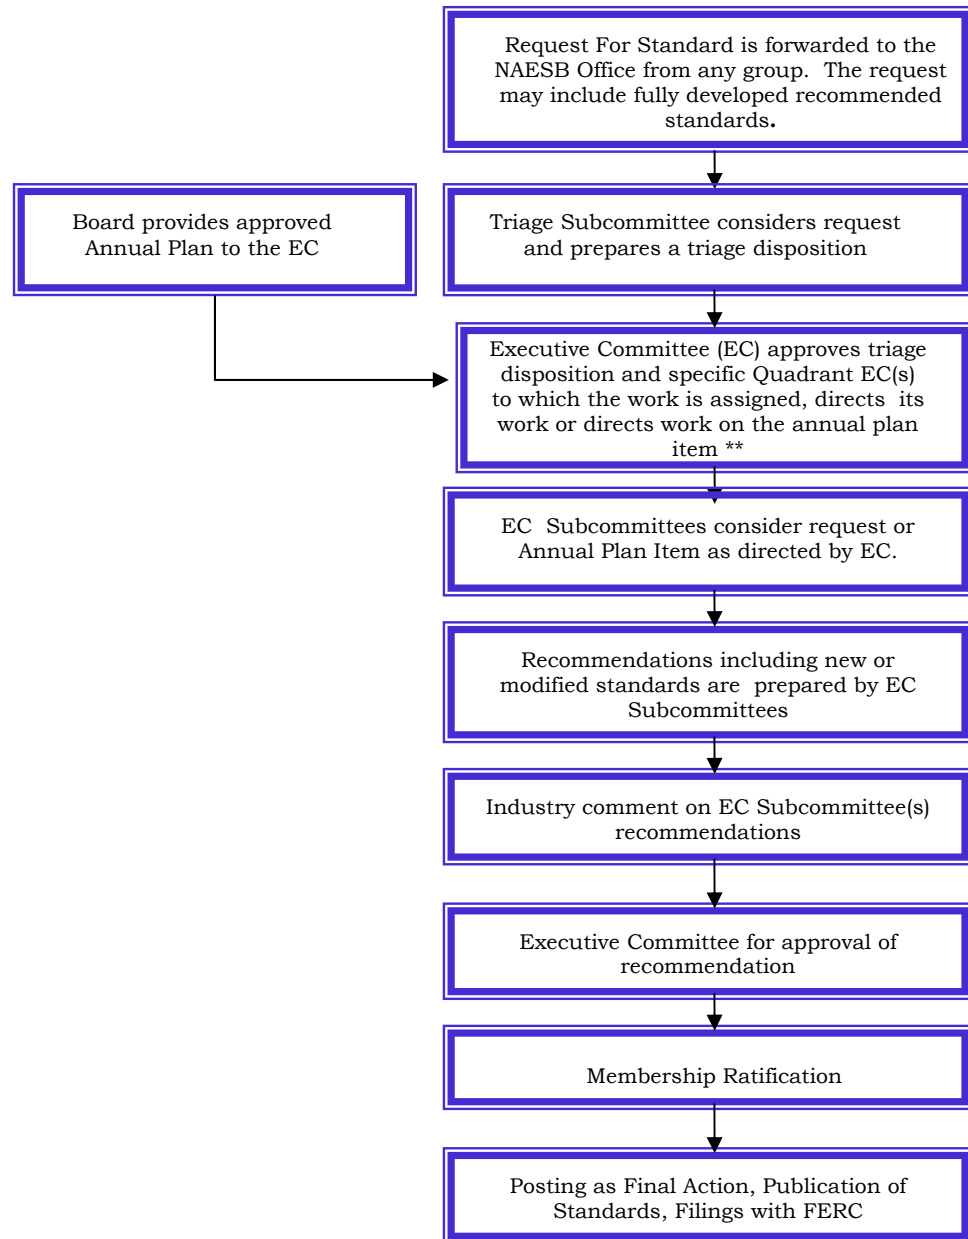 Request For Standard is forwarded to the
NAESB Office from any group. The request
may include fully developed recommended
standards.
Board provides approved
Annual Plan to the EC
Triage Subcommittee considers request
and prepares a triage disposition
Executive Committee (EC) approves triage
disposition and specific Quadrant EC(s)
to which the work is assigned, directs its
work or directs work on the annual plan
item **
EC Subcommittees consider request or
Annual Plan Item as directed by EC.
Recommendations including new or
modified standards are prepared by EC
Subcommittees
Industry comment on EC Subcommittee(s)
recommendations
Executive Committee for approval of
recommendation
Membership Ratification
Posting as Final Action, Publication of
Standards, Filings with FERC